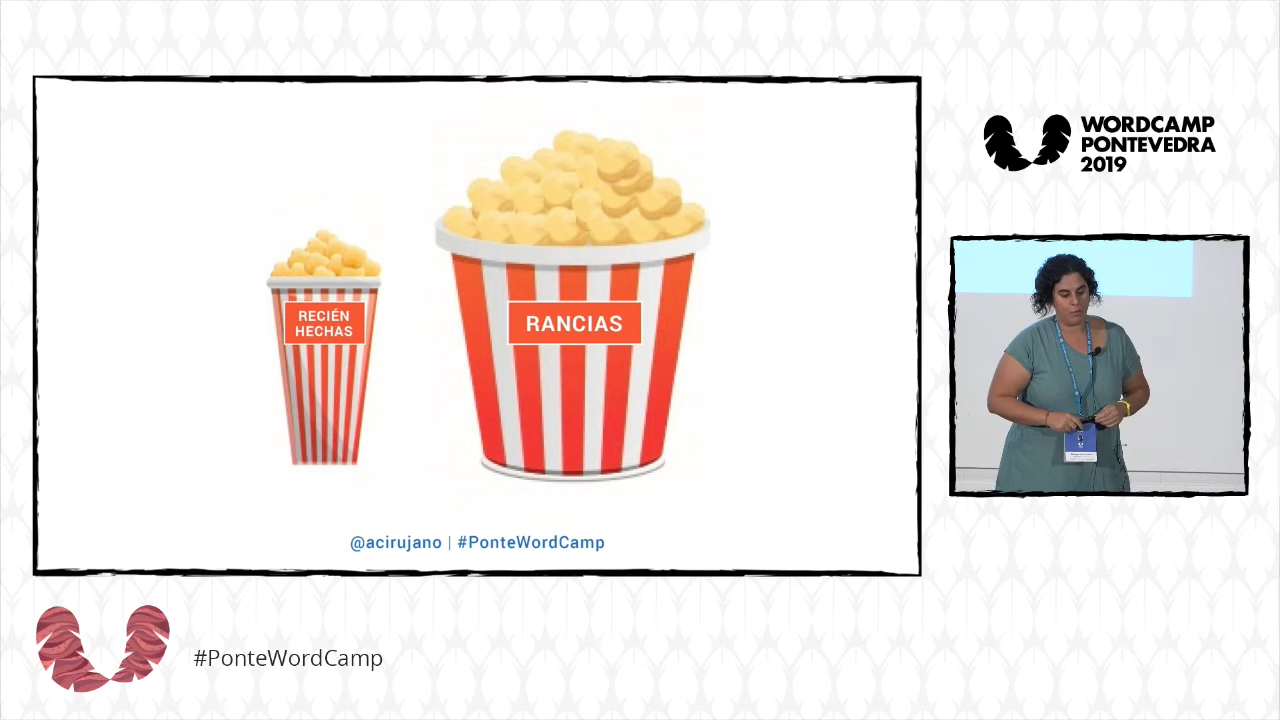 RECIÉN
HECHAS
RANCIAS
@acirujano | #PonteWordCamp
WORDCAMP
PONTEVEDRA
2019
#PonteWordCamp